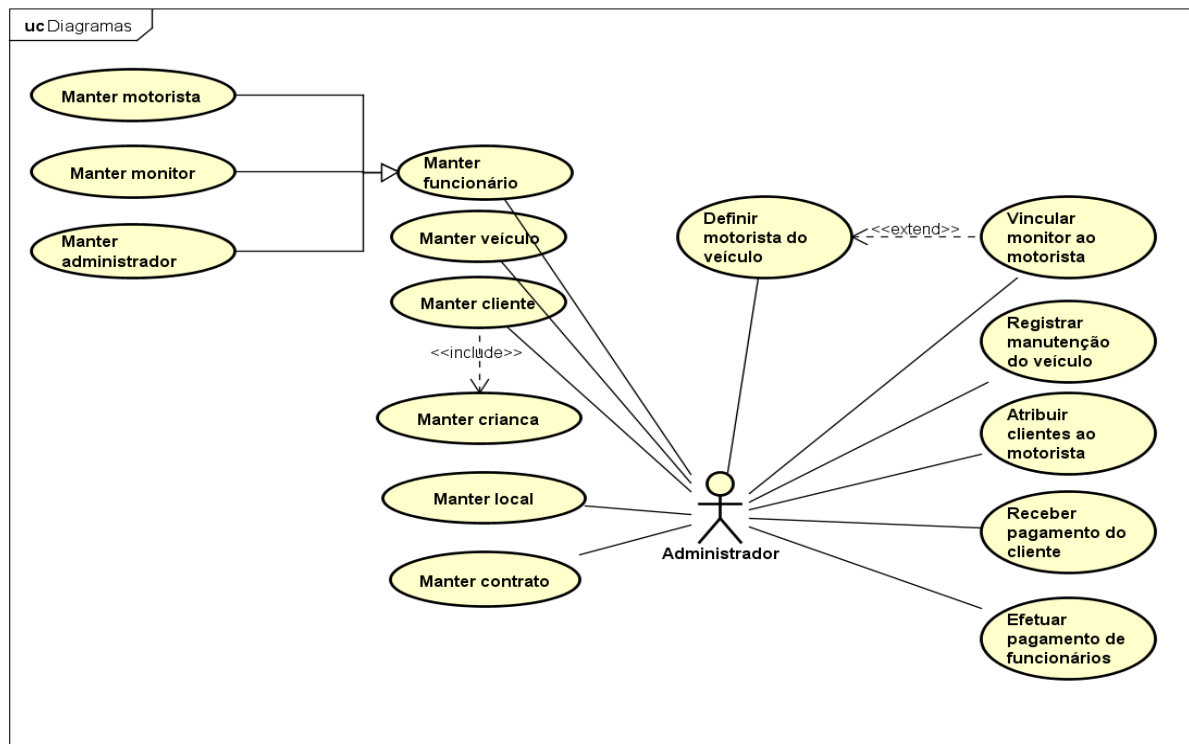 uc Diagramas
Manter motorista
Manter monitor
Manter
administrador
Manter
funcionário
Manter veículo
Manter cliente
<<include>>
Manter crianca
Manter local
Manter contrato
Administrador
Definir
motorista do
veículo
<<extend>>
Vincular
monitor ao
motorista
Registrar
manutenção
do veículo
Atribuir
clientes ao
motorista
Receber
pagamento do
cliente
Efetuar
pagamento de
funcionários